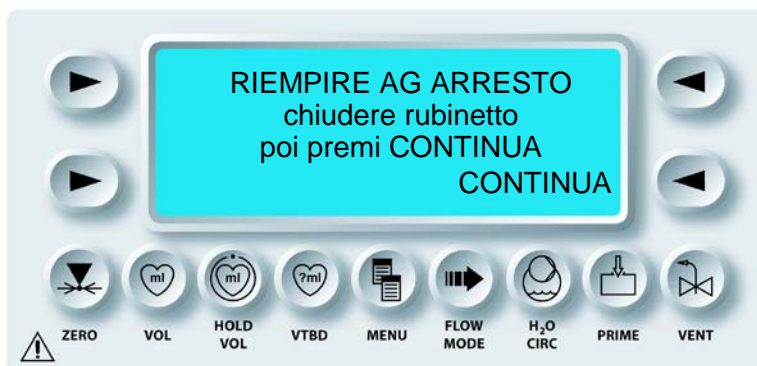 RIEMPIRE AG ARRESTO
chiudere rubinetto
poi premi CONTINUA
CONTINUA
ml
ml
?ml
ZERO
VOL
HOLD
VOL
VTBD
MENU
FLOW
MODE
H₂O
CIRC
PRIME
VENT